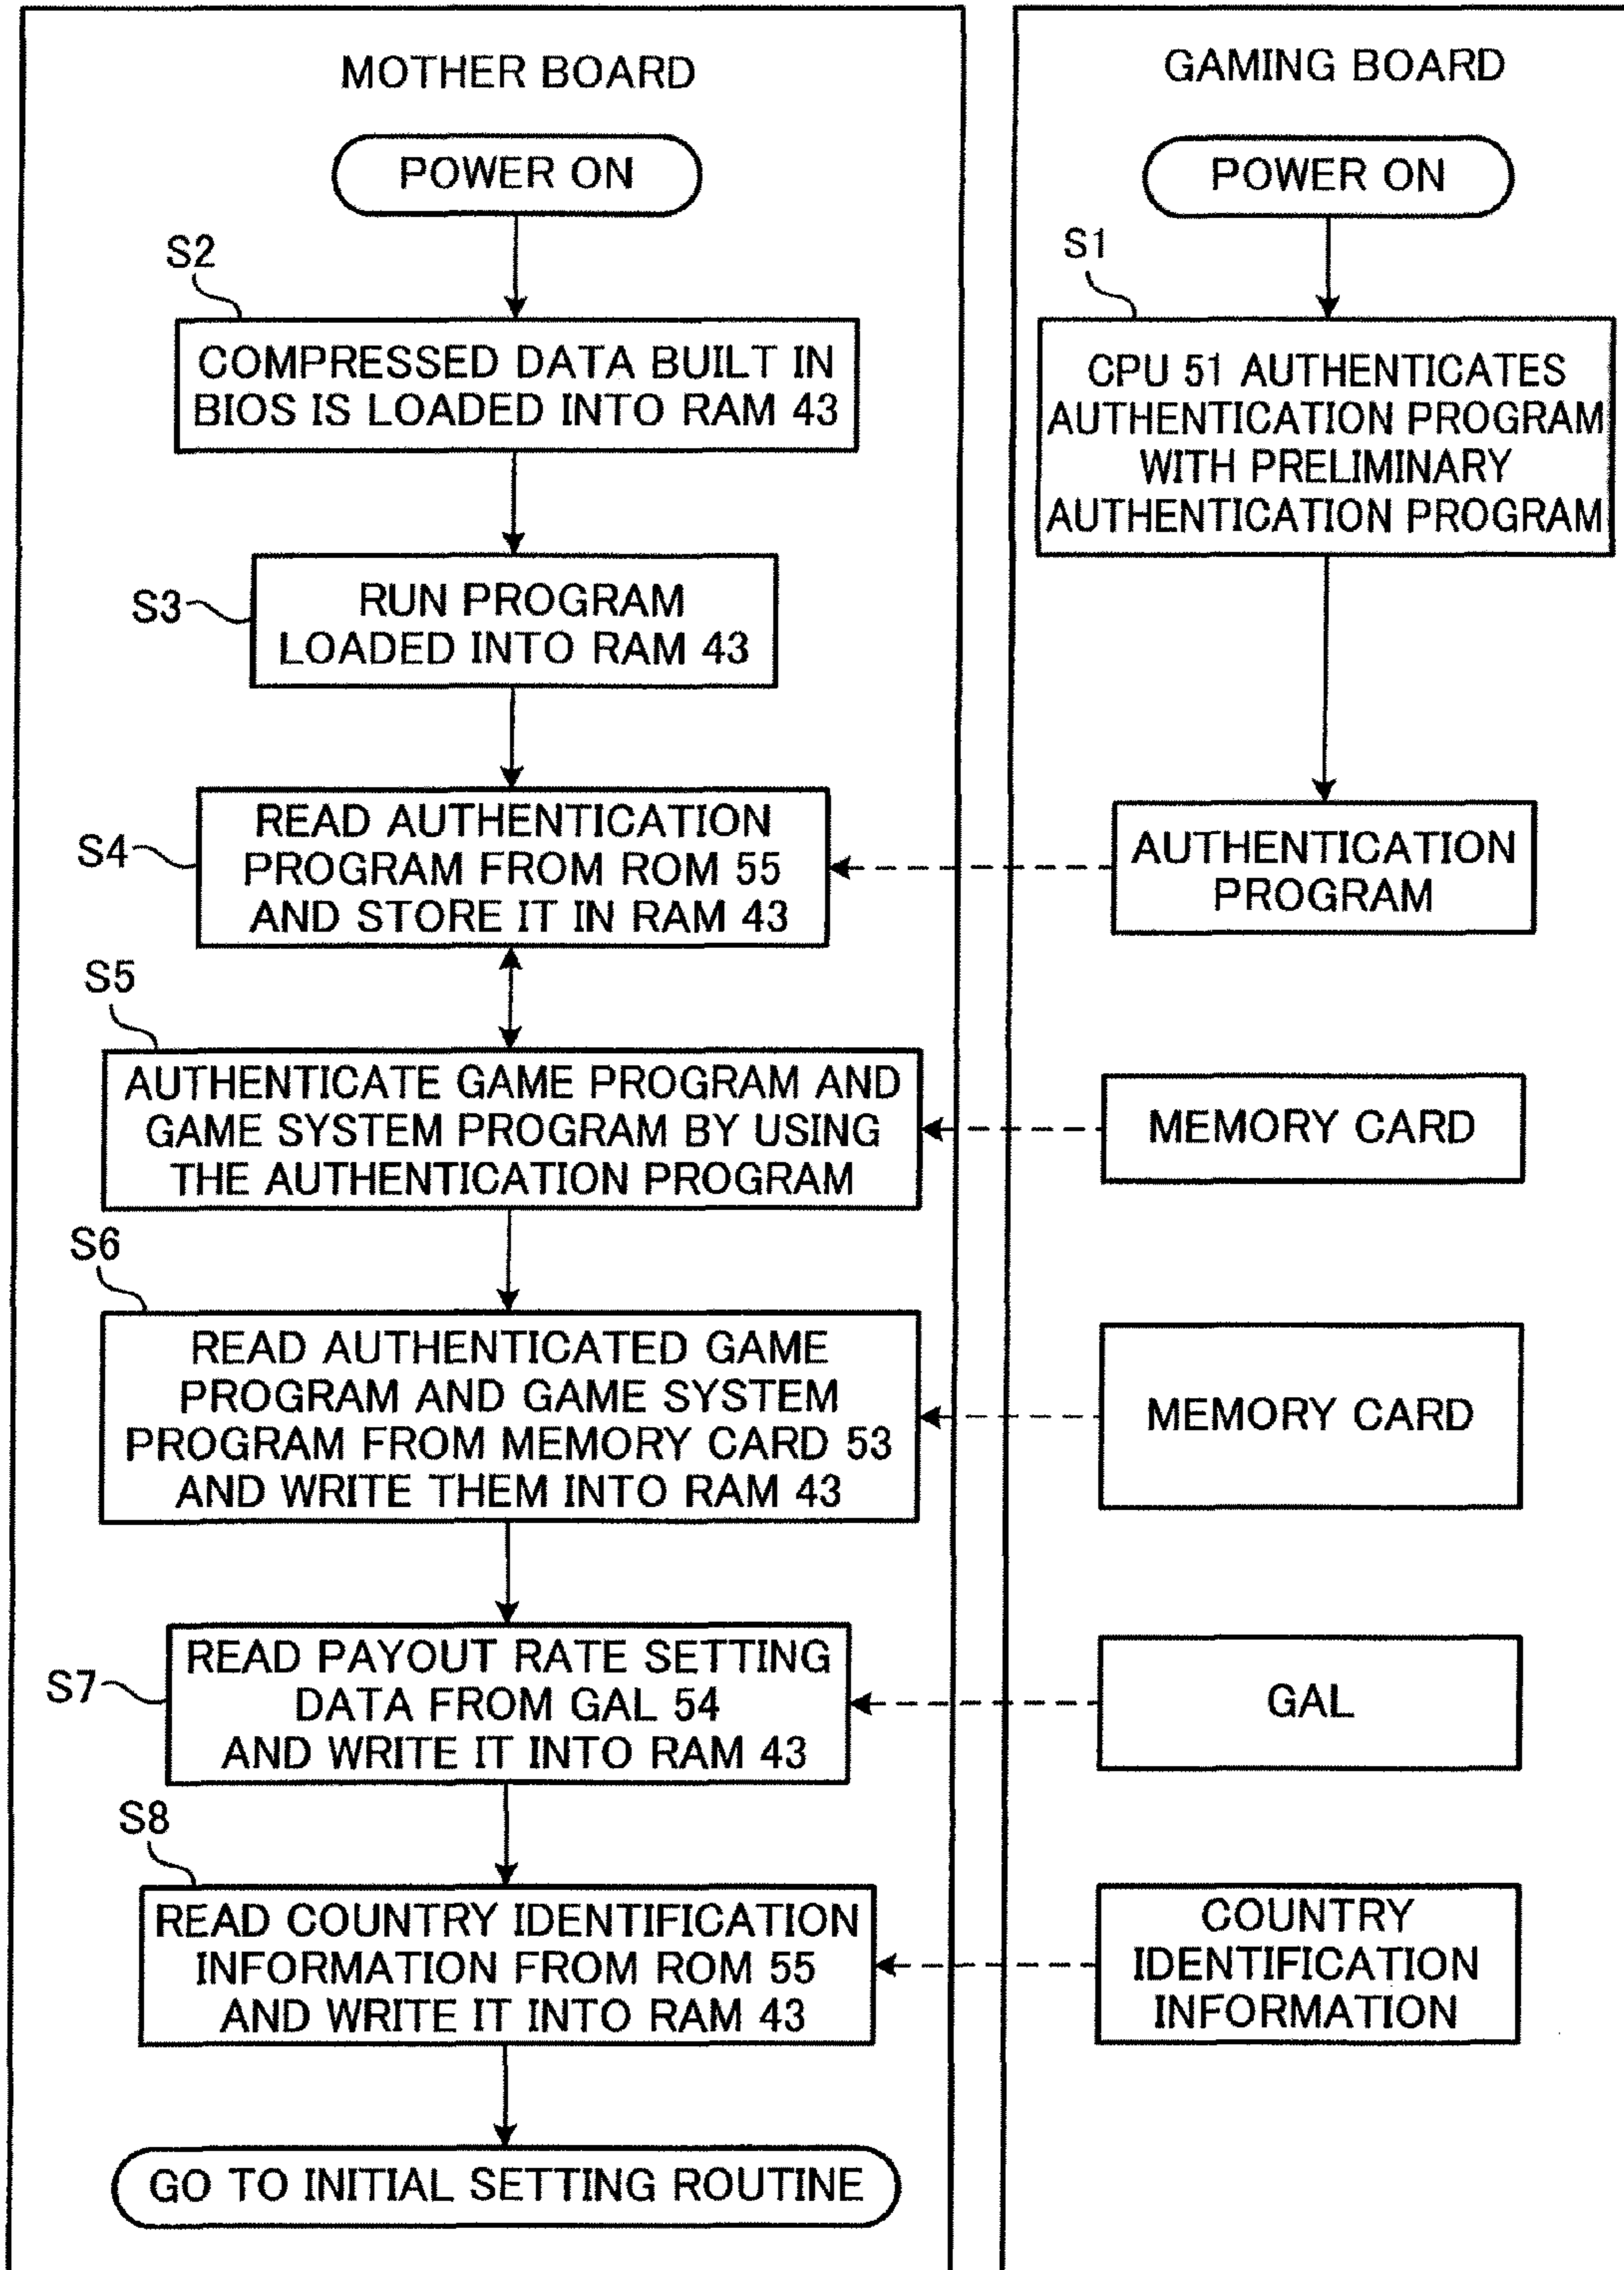 MOTHER BOARD
POWER ON
S2
COMPRESSED DATA BUILT IN
BIOS IS LOADED INTO RAM 43
S3
RUN PROGRAM
LOADED INTO RAM 43
S4
READ AUTHENTICATION
PROGRAM FROM ROM 55
AND STORE IT IN RAM 43
S5
AUTHENTICATE GAME PROGRAM AND
GAME SYSTEM PROGRAM BY USING
THE AUTHENTICATION PROGRAM
S6
READ AUTHENTICATED GAME
PROGRAM AND GAME SYSTEM
PROGRAM FROM MEMORY CARD 53
AND WRITE THEM INTO RAM 43
S7
READ PAYOUT RATE SETTING
DATA FROM GAL 54
AND WRITE IT INTO RAM 43
S8
READ COUNTRY IDENTIFICATION
INFORMATION FROM ROM 55
AND WRITE IT INTO RAM 43
GO TO INITIAL SETTING ROUTINE
GAMING BOARD
POWER ON
S1
CPU 51 AUTHENTICATES
AUTHENTICATION PROGRAM
WITH PRELIMINARY
AUTHENTICATION PROGRAM
AUTHENTICATION
PROGRAM
MEMORY CARD
MEMORY CARD
GAL
COUNTRY
IDENTIFICATION
INFORMATION